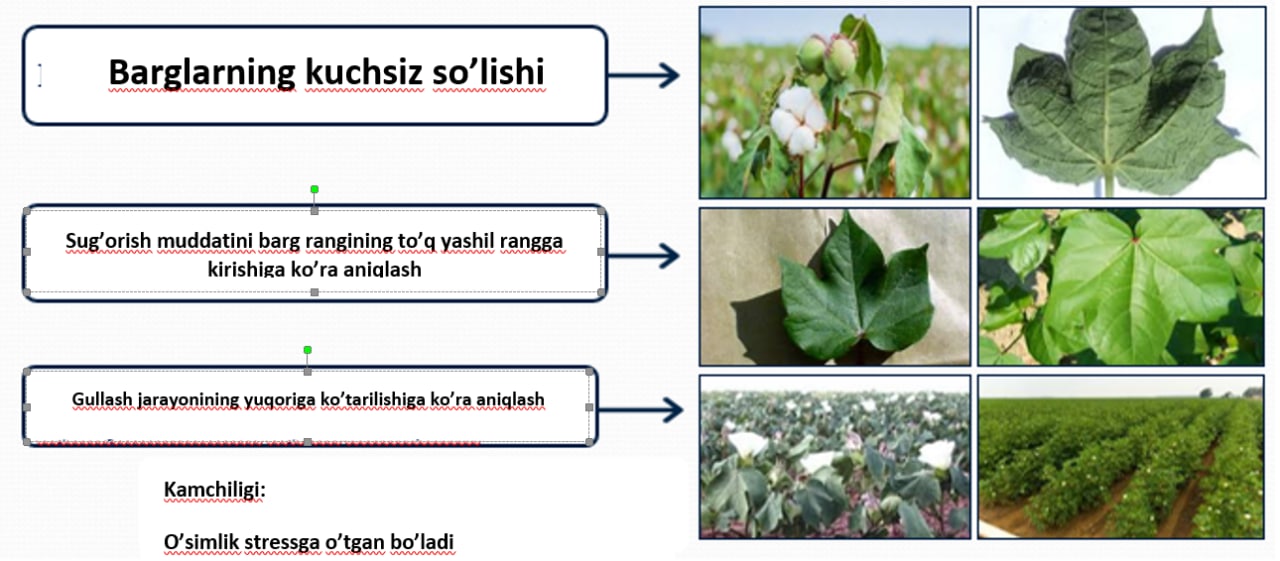 Barglarning kuchsiz so’lishi
Sug’orish muddatini barg rangining to’q yashil rangga
kirishiga ko’ra aniqlash
Gullash jarayonining yuqoriga ko’tarilishiga ko’ra aniqlash
Kamchiligi:
O’simlik stressga o’tgan bo’ladi